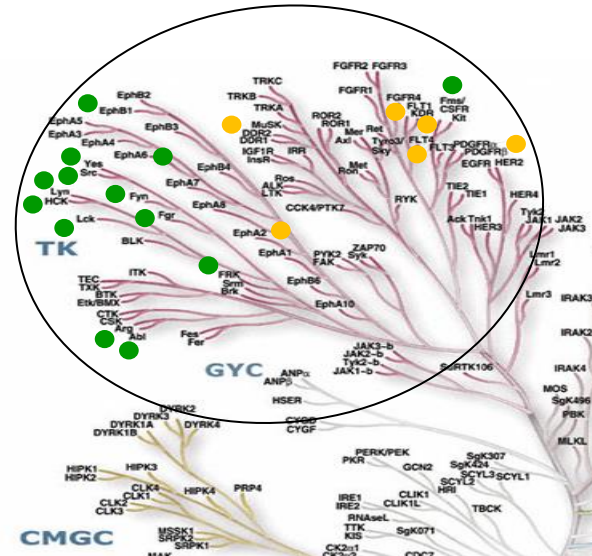 FGFR2 FGFR3
TRKC
FGFR1
EphB2
TRKB
FGFR4
FLT1
Fms/
CSFR
EphB1
TRKA
KDR
Kit
EphA5
EphB3
MuSK
ROR2
ROR1
Ret
Mer
EphA3
DDR2
DDR1
Axl
Tyro3/
Sky
FLT4
FLT3
PDGFRα
PDGFRβ
EphA4
EphA6
IGF1R
InsR
IRR
EGFR HER2
Yes
Src
EphB4
Met
Ron
EphA7
Ros
ALK
LTK
TIE2
TIE1
HER4
Lyn
HCK
Fyn
EphA8
CCK4/PTK7
RYK
Lck
Fgr
Ack Tnk1
HER3
Tyk2
JAK1 JAK2
JAK3
BLK
EphA2
EphA1
ZAP70
Syk
PYK2
FAK
Lmr1
Lmr2
TK
ITK
FRK
Srm
Brk
EphB6
TEC
TXK
BTK
Etk/BMX
EphA10
Lmr3
IRAK3
CTK
CSK
Arg
Abl
Fes
Fer
IRAK2
JAK3~b
JAK2~b
Tyk2~b
JAK1~b
SuRTK106
IRAK4
GYC
ANPα
ANPβ
MOS
SgK496
HSER
PBK
DYRK2
DYRK3
DYRK1A
DYRK4
DYRK1B
CYGD
CYGF
MLKL
PERK/PEK
PKR
GCN2
SgK307
SgK424
SCYL3
SCYL1
SCYL2
HIPK1
HIPK2
HIPK3
CLK4
CLK1
HIPK4
PRP4
HRI
CLK2
CLK3
IRE1
IRE2
CLIK1
CLIK1L
TBCK
RNAseL
CMGC
MSSK1
SRPK2
SRPK1
TTK
KIS
SgK071
CK2α1